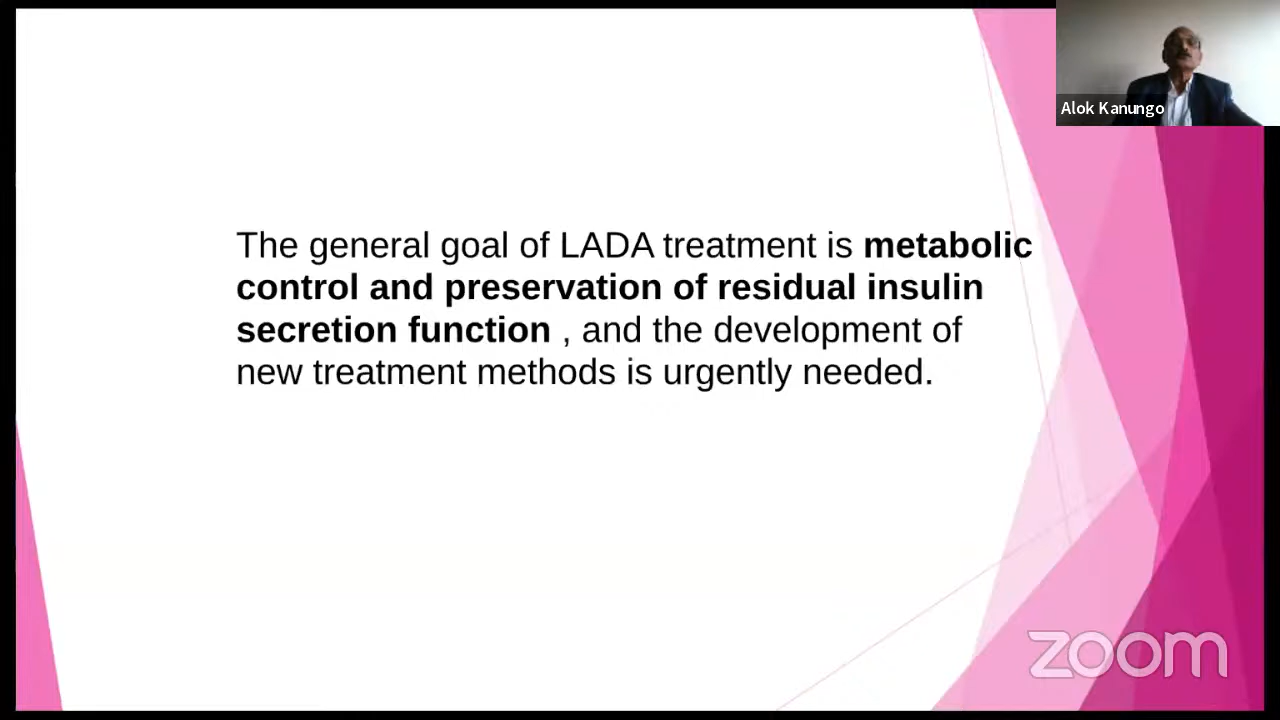 Alok Kanungo
The general goal of LADA treatment is metabolic
control and preservation of residual insulin
secretion function , and the development of
new treatment methods is urgently needed.
zoom